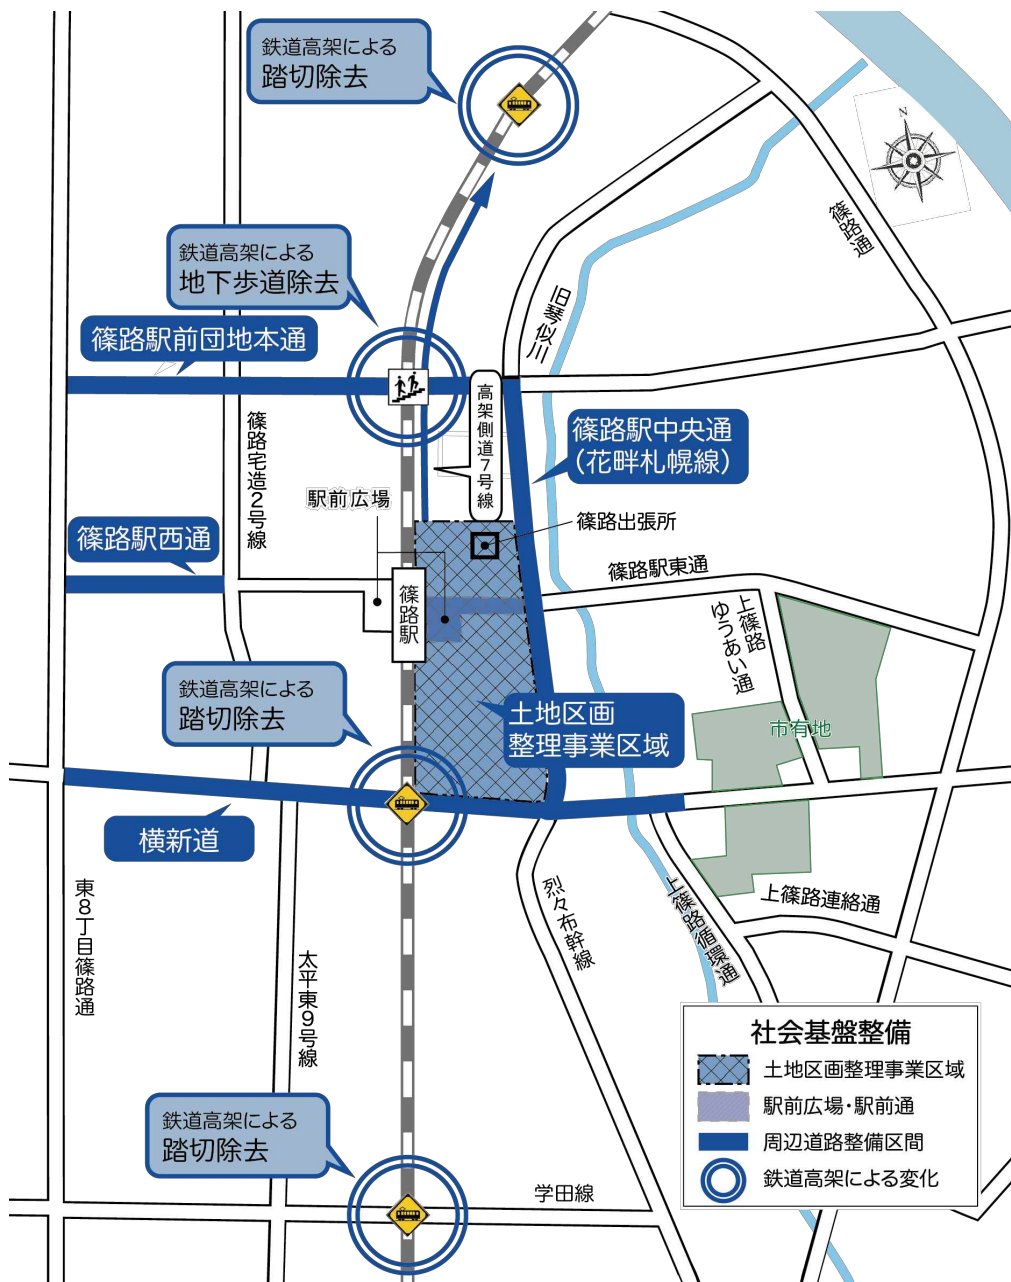 鉄道高架による
踏切除去
N
篠路通
鉄道高架による
地下歩道除去
旧琴似川
篠路駅前団地本通
高架側道7号線
篠路宅造2号線
篠路駅中央通
(花畔札幌線)
駅前広場
篠路出張所
篠路駅西通
篠路駅東通
篠路駅
上篠路
ゆうあい通
鉄道高架による
踏切除去
土地区画
整理事業区域
市有地
横新道
東8丁目篠路通
烈々布幹線
上篠路循環通
上篠路連絡通
太平東9号線
社会基盤整備
土地区画整理事業区域
駅前広場・駅前通
周辺道路整備区間
鉄道高架による変化
鉄道高架による
踏切除去
学田線